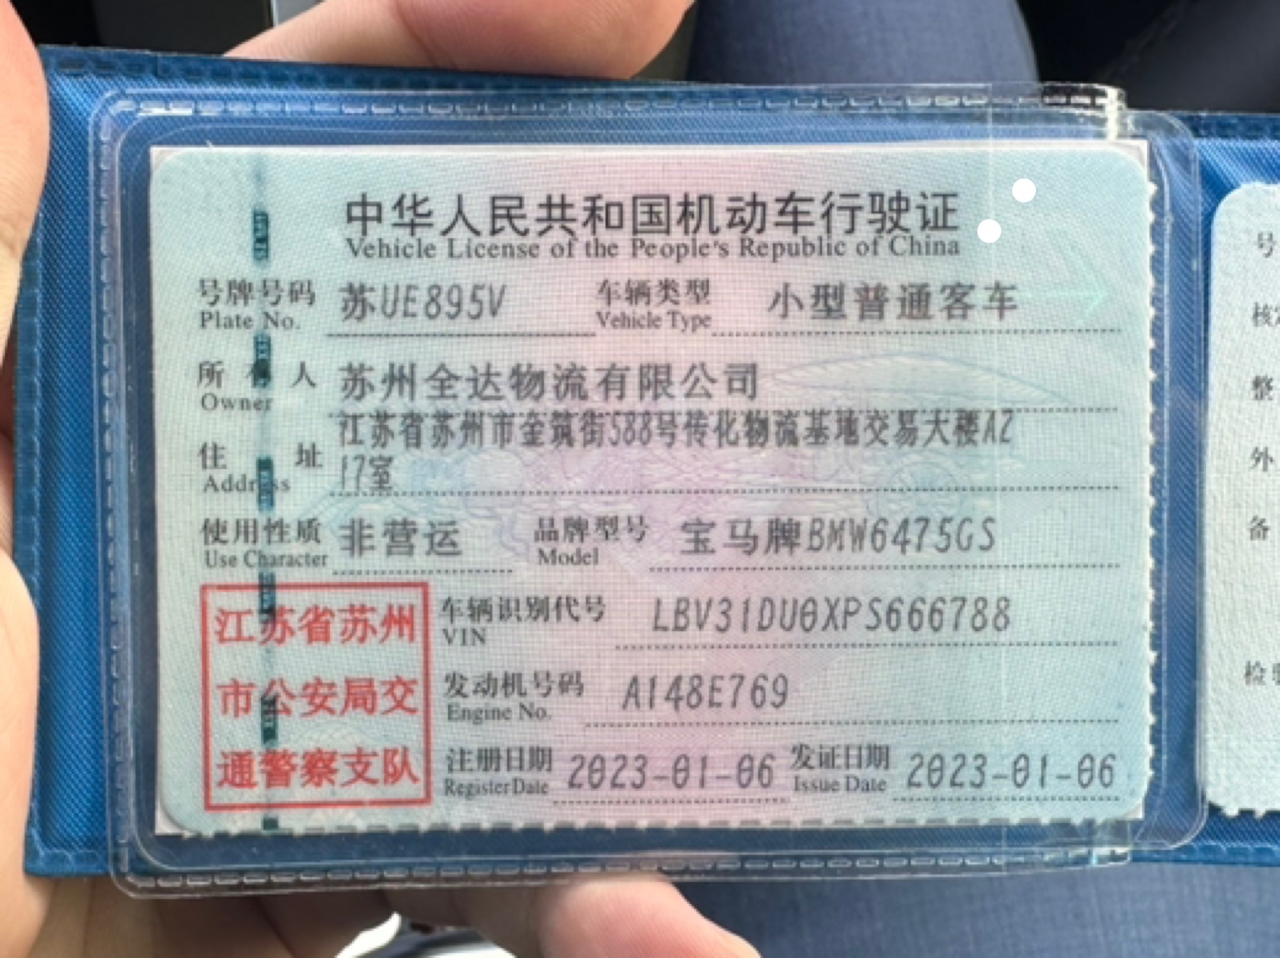 中华人民共和国机动车行驶证
Vehicle License of the People's Republic of China
号牌号码 苏UE895V 车辆类型 小型普通客车
Plate No. Vehicle Type
所有人 苏州全达物流有限公司
Owner
住址 江苏省苏州市金筑街588号传化物流基地交易大楼A2
Address 17室
使用性质 非营运 品牌型号 宝马牌BMW6475GS
Use Character Model
江苏省苏州
市公安局交
通警察支队
车辆识别代号 LBV31DU0XPS666788
VIN
发动机号码 A148E769
Engine No.
注册日期 2023-01-06 发证日期 2023-01-06
Register Date Issue Date
号
核
整
外
备
检验